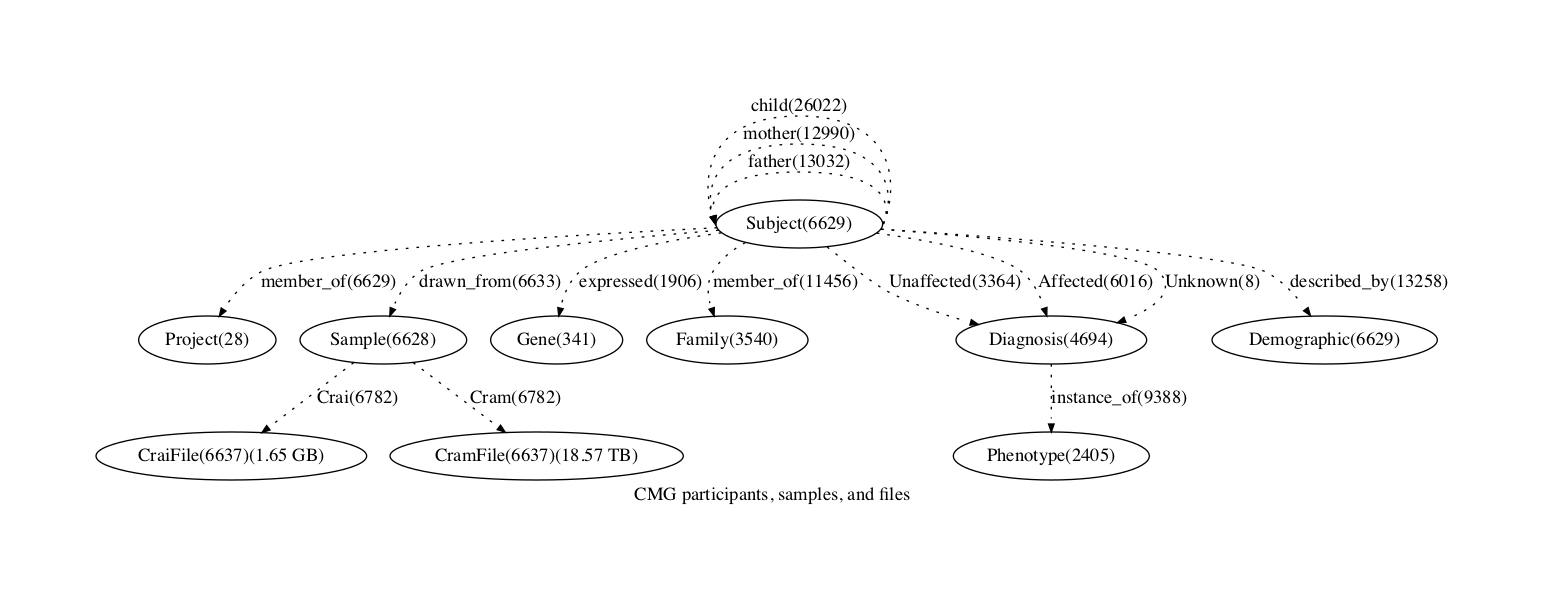 child(26022)
mother(12990)
father(13032)
Subject(6629)
member_of(6629)
drawn_from(6633)
expressed(1906)
member_of(11456)
Unaffected(3364)
Affected(6016)
Unknown(8)
described_by(13258)
Project(28)
Sample(6628)
Gene(341)
Family(3540)
Diagnosis(4694)
Demographic(6629)
Crai(6782)
Cram(6782)
instance_of(9388)
CraiFile(6637)(1.65 GB)
CramFile(6637)(18.57 TB)
Phenotype(2405)
CMG participants, samples, and files